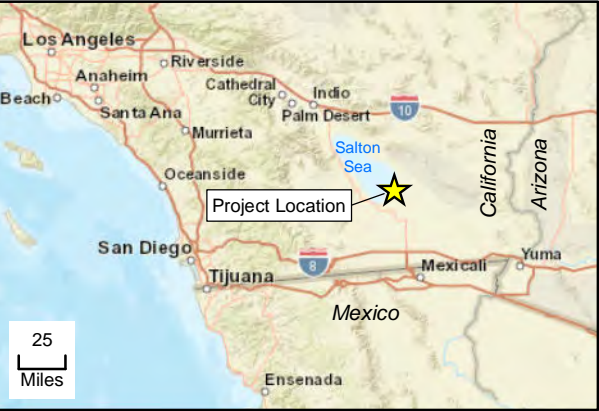 Los Angeles
Riverside
Anaheim
Cathedral
City
Indio
Beach
Santa Ana
Palm Desert
10
Murrieta
Salton
Sea
California
Arizona
Oceanside
Project Location
San Diego
8
Yuma
Tijuana
Mexicali
Mexico
25
Miles
Ensenada